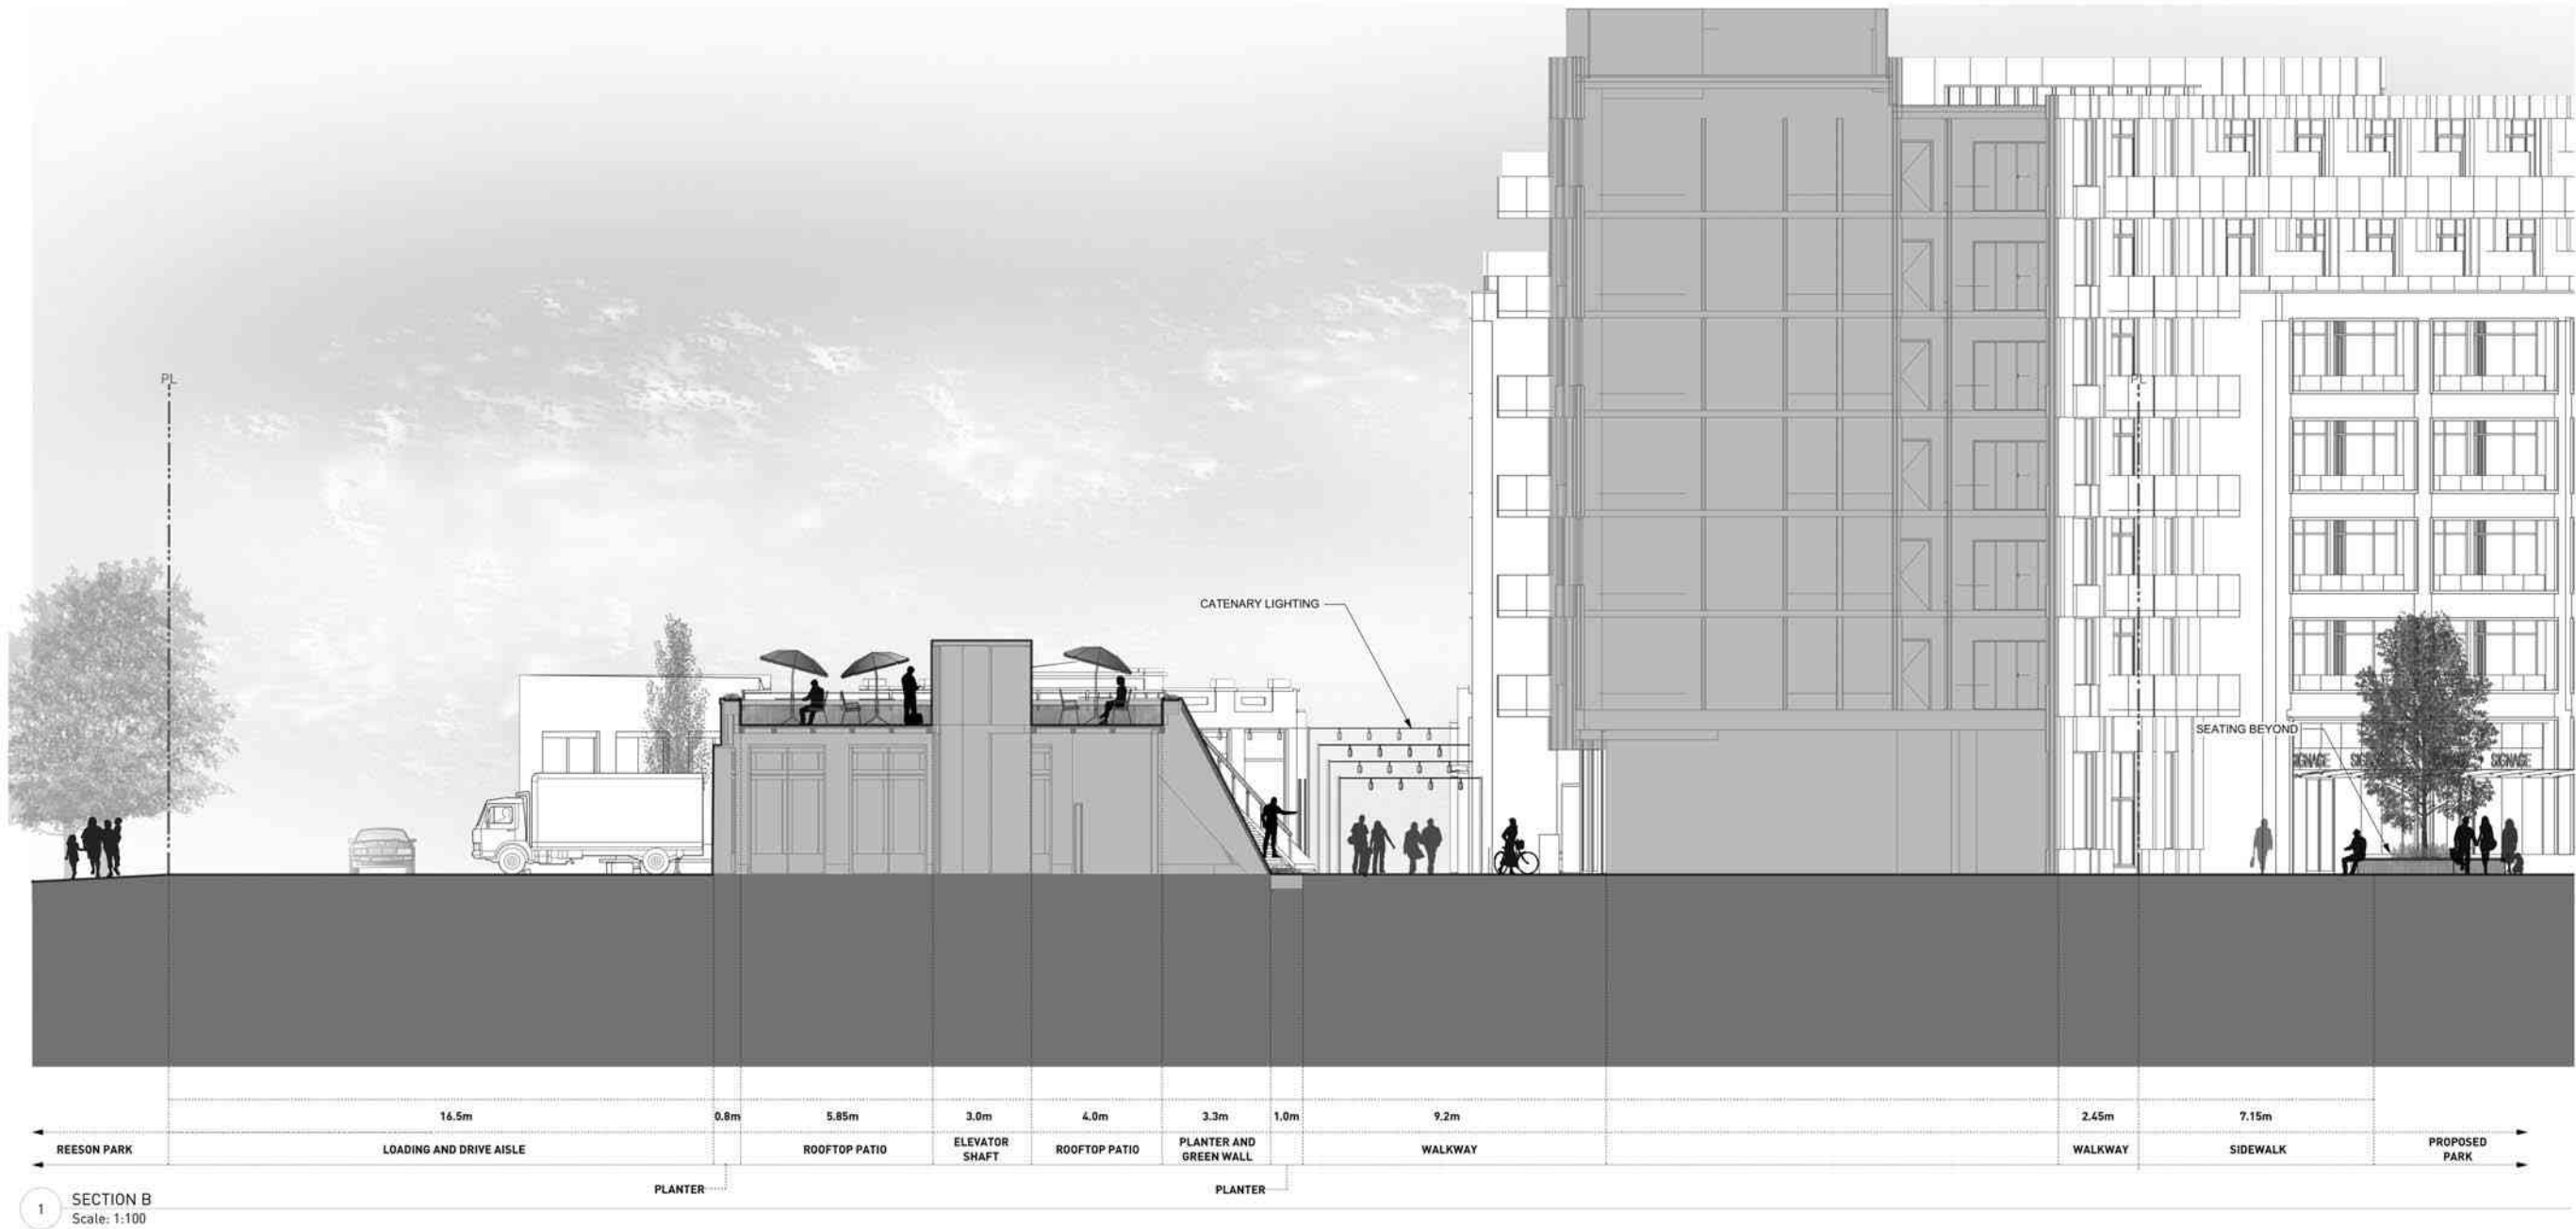 PL
PL
CATENARY LIGHTING
SEATING BEYOND
SIGNAGE
SIGNAGE
16.5m
0.8m
5.85m
3.0m
4.0m
3.3m
1.0m
9.2m
2.45m
7.15m
REESON PARK
LOADING AND DRIVE AISLE
ROOFTOP PATIO
ELEVATOR
SHAFT
ROOFTOP PATIO
PLANTER AND
GREEN WALL
WALKWAY
WALKWAY
SIDEWALK
PROPOSED
PARK
PLANTER
PLANTER
1
SECTION B
Scale: 1:100